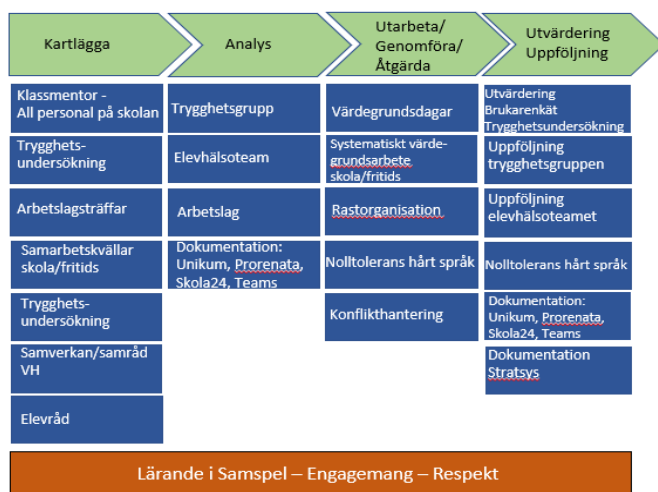 Kartlägga
Analys
Utarbeta/
Genomföra/
Åtgärda
Utvärdering
Uppföljning
Klassmentor -
All personal på skolan
Trygghets-
undersökning
Arbetslagsträffar
Samarbetskvällar
skola/fritids
Trygghets-
undersökning
Samverkan/samråd
VH
Elevråd
Trygghetsgrupp
Elevhälsoteam
Arbetslag
Dokumentation:
Unikum, Prorenata,
Skola24, Teams
Värdegrundsdagar
Systematiskt värde-
grundsarbete
skola/fritids
Rastorganisation
Nolltolerans hårt språk
Konflikthantering
Utvärdering
Brukarenkät
Trygghetsundersökning
Uppföljning
trygghetsgruppen
Uppföljning
elevhälsoteamet
Nolltolerans hårt språk
Dokumentation:
Unikum, Prorenata,
Skola24, Teams
Dokumentation
Stratsys
Lärande i Samspel – Engagemang – Respekt